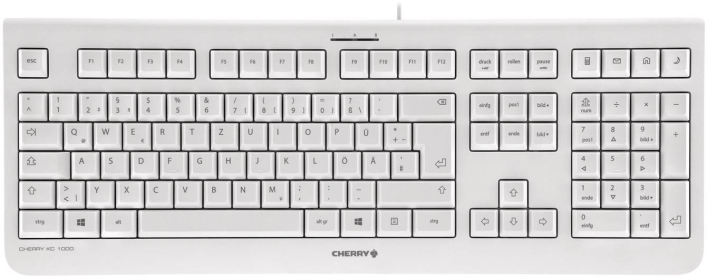 1 A ⇩
ESC F1 F2 F3 F4 F5 F6 F7 F8 F9 F10 F11 F12 druck rollen pause
° ^ ! 1 " 2 ² § 3 ³ $ 4 % 5 & 6 / 7 { ( 8 [ ) 9 ] = 0 } ? ß \ einfg pos1 bild num ÷ × −
Q @ W E € R T Z U I O P Ü * + ~ entf ende bild 7 pos1 8 9 bild +
A S D F G H J K L Ö Ä ' # 4 5 6
> < | Y X C V B N M µ ; , : . _ - 1 ende 2 3 bild
strg alt alt gr strg 0 einfg , entf
CHERRY KC 1000
CHERRY